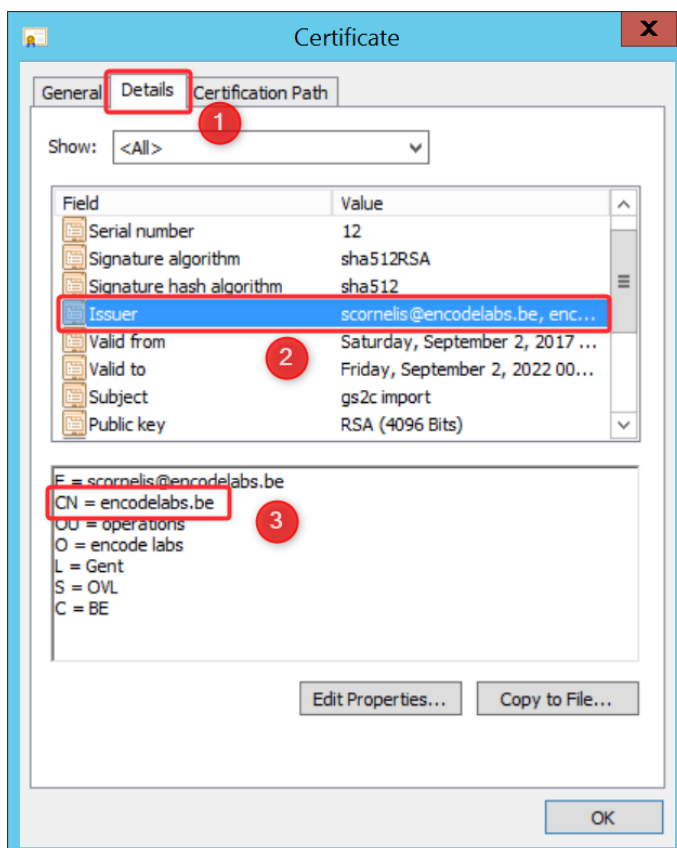 Certificate
X
General Details Certification Path
1
Show: <All>
Field Value
Serial number 12
Signature algorithm sha512RSA
Signature hash algorithm sha512
Issuer scornelis@encodelabs.be, enc...
Valid from Saturday, September 2, 2017 ...
2
Valid to Friday, September 2, 2022 00...
Subject gs2c import
Public key RSA (4096 Bits)
E = scornelis@encodelabs.be
CN = encodelabs.be
3
OU = operations
O = encode labs
L = Gent
S = OVL
C = BE
Edit Properties... Copy to File...
OK